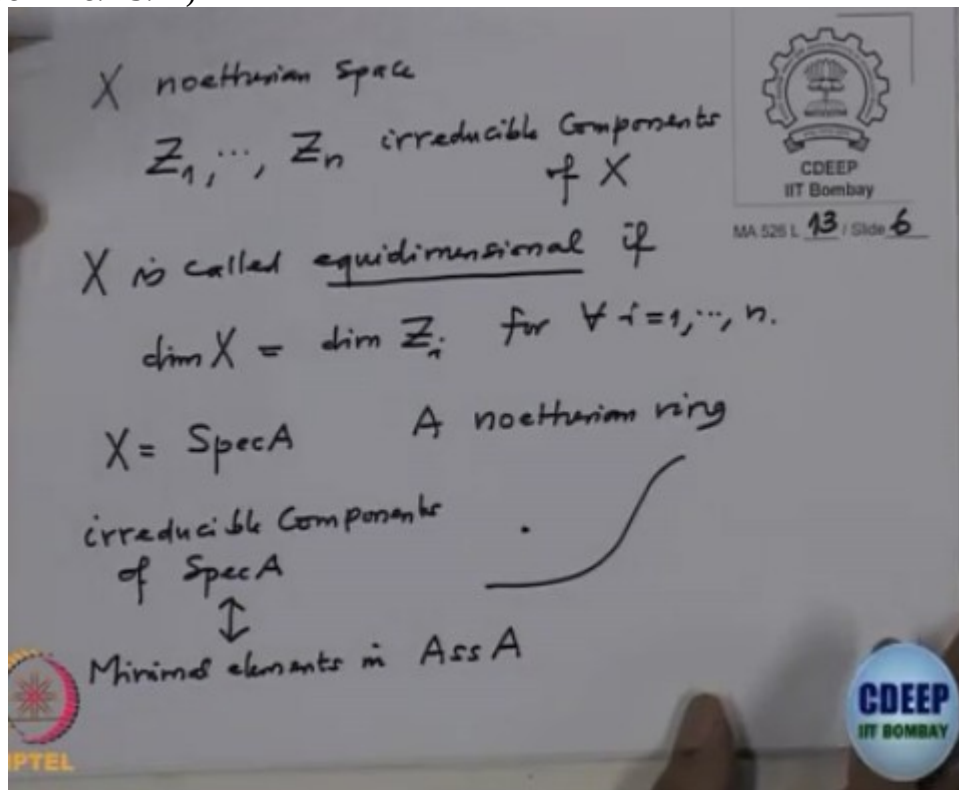 X noetherian space
Z₁, ..., Zₙ irreducible Components
of X
CDEEP
IIT Bombay
MA 526 L 13 / Slide 6
X is called equidimensional if
dim X = dim Zᵢ for ∀ i=1, ..., n.
X = Spec A A noetherian ring
irreducible Components
of Spec A
↕
Minimal elements in Ass A
PTEL
CDEEP
IIT BOMBAY